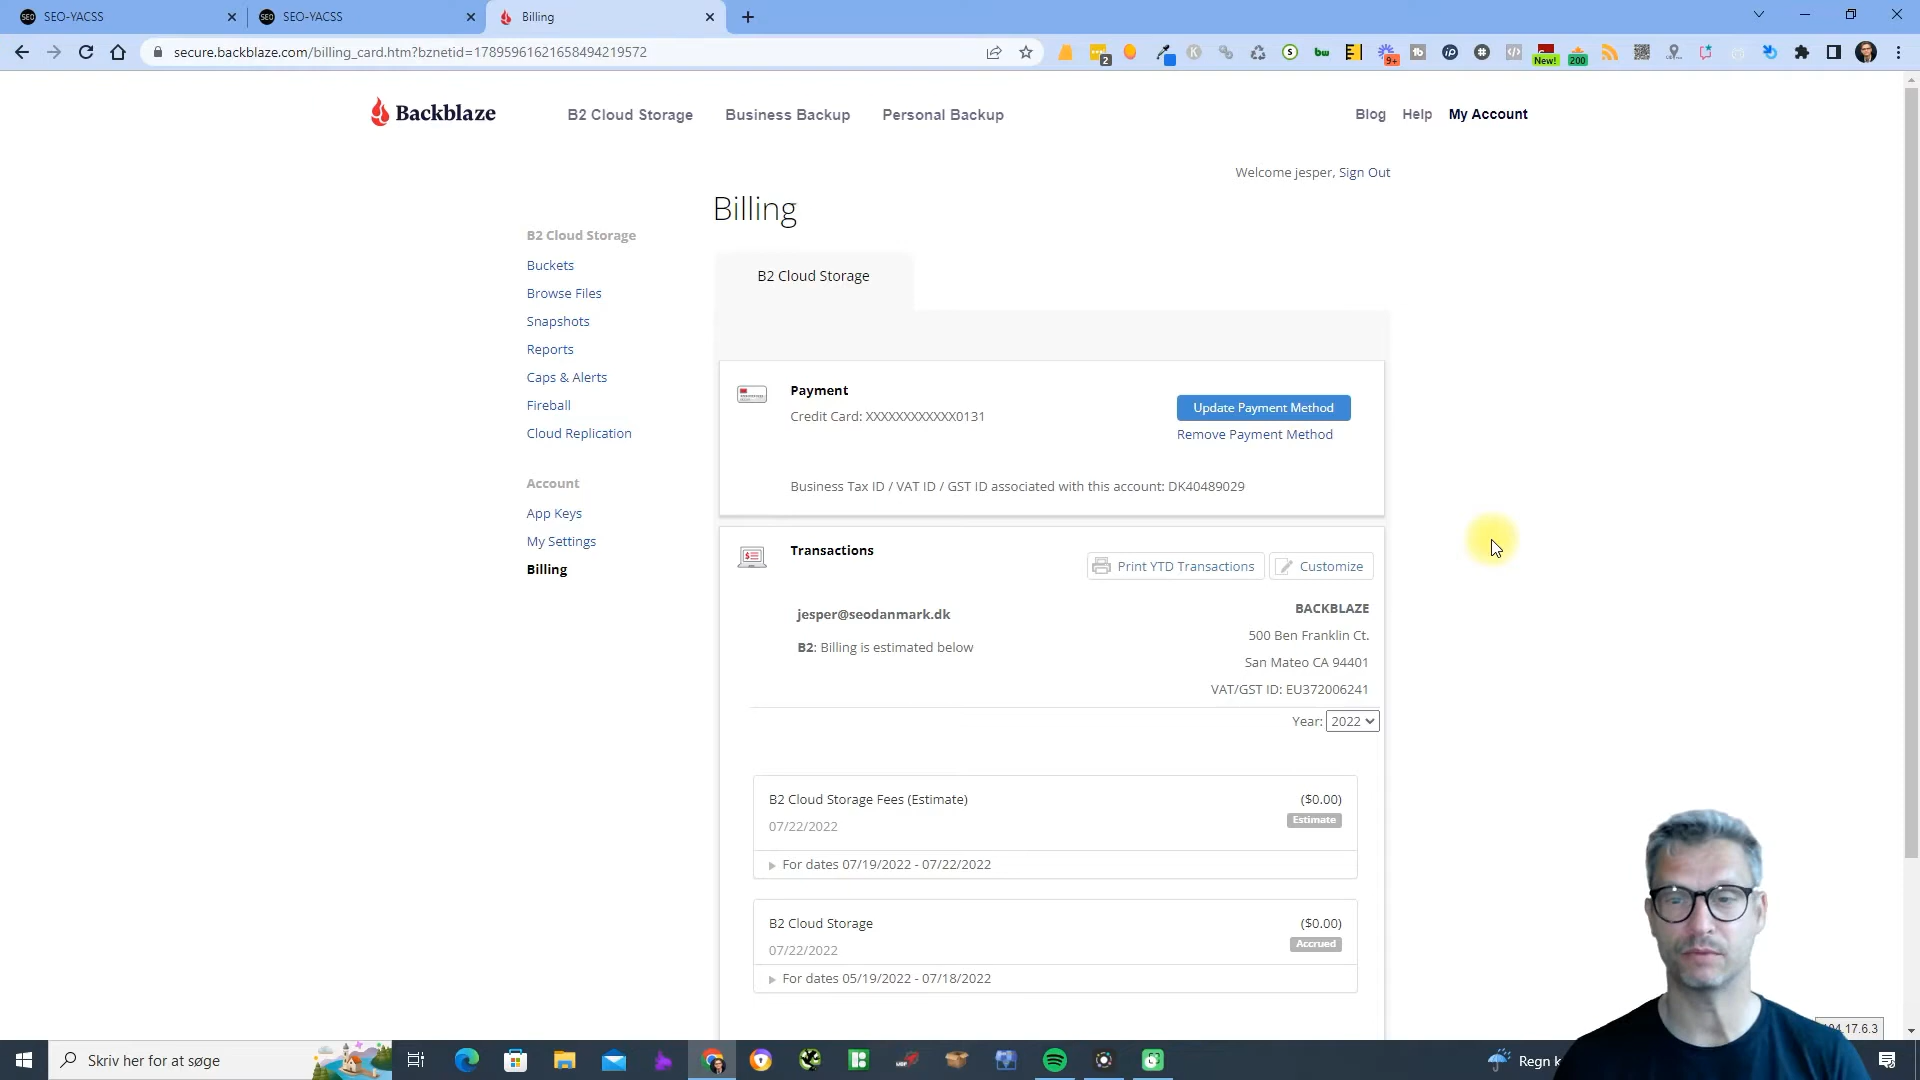 SEO-YACSS
SEO-YACSS
Billing
secure.backblaze.com/billing_card.htm?bznetid=17895961621658494219572
2
9+
New!
200
Backblaze
B2 Cloud Storage
Business Backup
Personal Backup
Blog
Help
My Account
Welcome jesper, Sign Out
Billing
B2 Cloud Storage
Buckets
Browse Files
Snapshots
Reports
Caps & Alerts
Fireball
Cloud Replication
Account
App Keys
My Settings
Billing
B2 Cloud Storage
Payment
Credit Card: XXXXXXXXXXXX0131
Update Payment Method
Remove Payment Method
Business Tax ID / VAT ID / GST ID associated with this account: DK40489029
Transactions
Print YTD Transactions
Customize
jesper@seodanmark.dk
B2: Billing is estimated below
BACKBLAZE
500 Ben Franklin Ct.
San Mateo CA 94401
VAT/GST ID: EU372006241
Year: 2022
B2 Cloud Storage Fees (Estimate)
($0.00)
07/22/2022
Estimate
For dates 07/19/2022 - 07/22/2022
B2 Cloud Storage
($0.00)
07/22/2022
Accrued
For dates 05/19/2022 - 07/18/2022
Skriv her for at søge
Regn